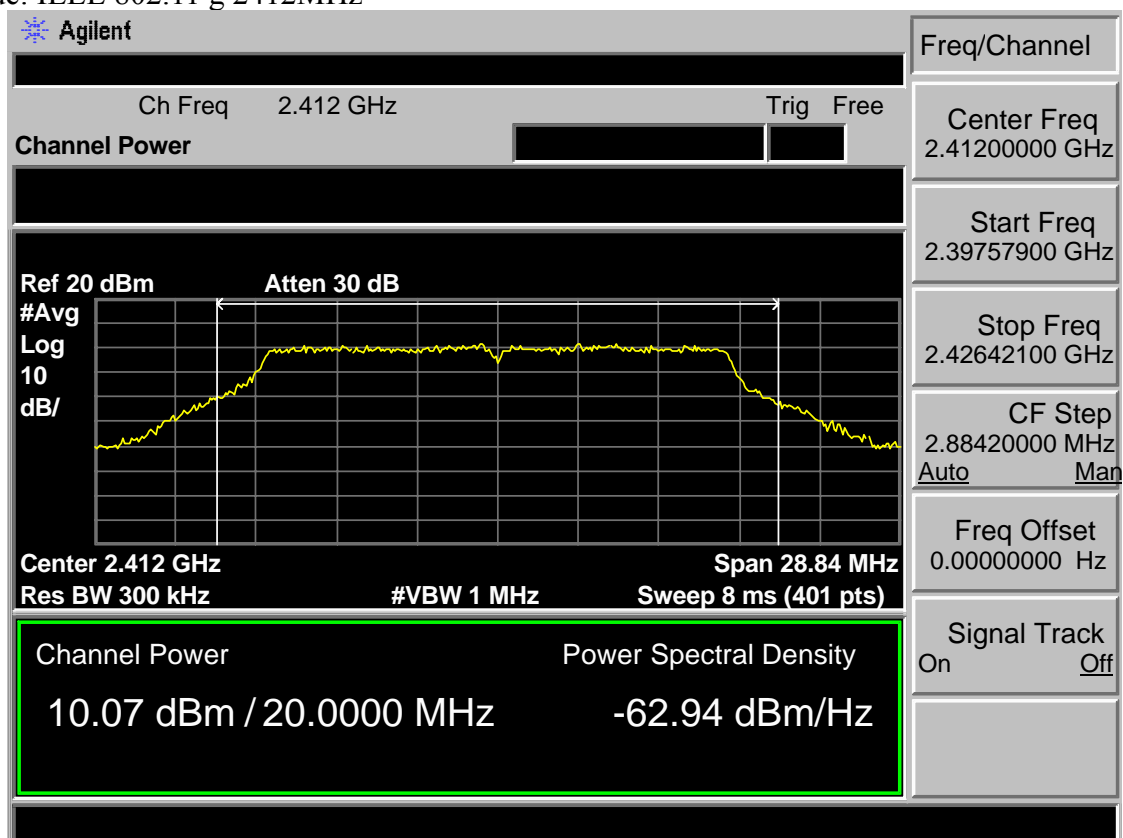 IEEE 802.11 g 2412MHz
Agilent
Ch Freq 2.412 GHz Trig Free
Channel Power
Ref 20 dBm Atten 30 dB
#Avg
Log
10
dB/
Center 2.412 GHz Span 28.84 MHz
Res BW 300 kHz #VBW 1 MHz Sweep 8 ms (401 pts)
Channel Power Power Spectral Density
10.07 dBm / 20.0000 MHz -62.94 dBm/Hz
Freq/Channel
Center Freq
2.41200000 GHz
Start Freq
2.39757900 GHz
Stop Freq
2.42642100 GHz
CF Step
2.88420000 MHz
Auto Man
Freq Offset
0.00000000 Hz
Signal Track
On Off